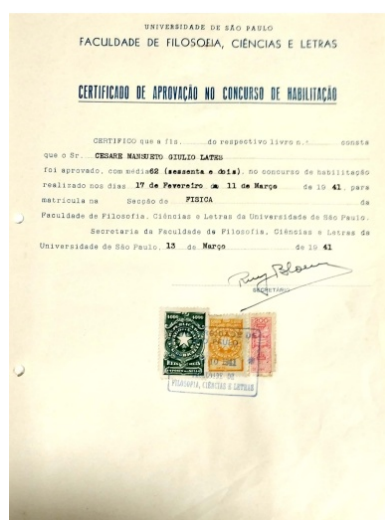 UNIVERSIDADE DE SÃO PAULO
FACULDADE DE FILOSOFIA, CIÊNCIAS E LETRAS
CERTIFICADO DE APROVAÇÃO NO CONCURSO DE HABILITAÇÃO
CERTIFICO que a fls. do respectivo livro n.º consta
que o Sr. CESARE MANSUETO GIULIO LATES
foi aprovado, com média 62 (sessenta e dois), no concurso de habilitação
realizado nos dias 17 de Fevereiro a 11 de Março de 19 41, para
matrícula na Secção de FISICA da
Faculdade de Filosofia, Ciências e Letras da Universidade de São Paulo.
Secretaria da Faculdade de Filosofia, Ciências e Letras da
Universidade de São Paulo, 13 de Março de 19 41
SECRETÁRIO
1941
FILOSOFIA, CIÊNCIAS E LETRAS